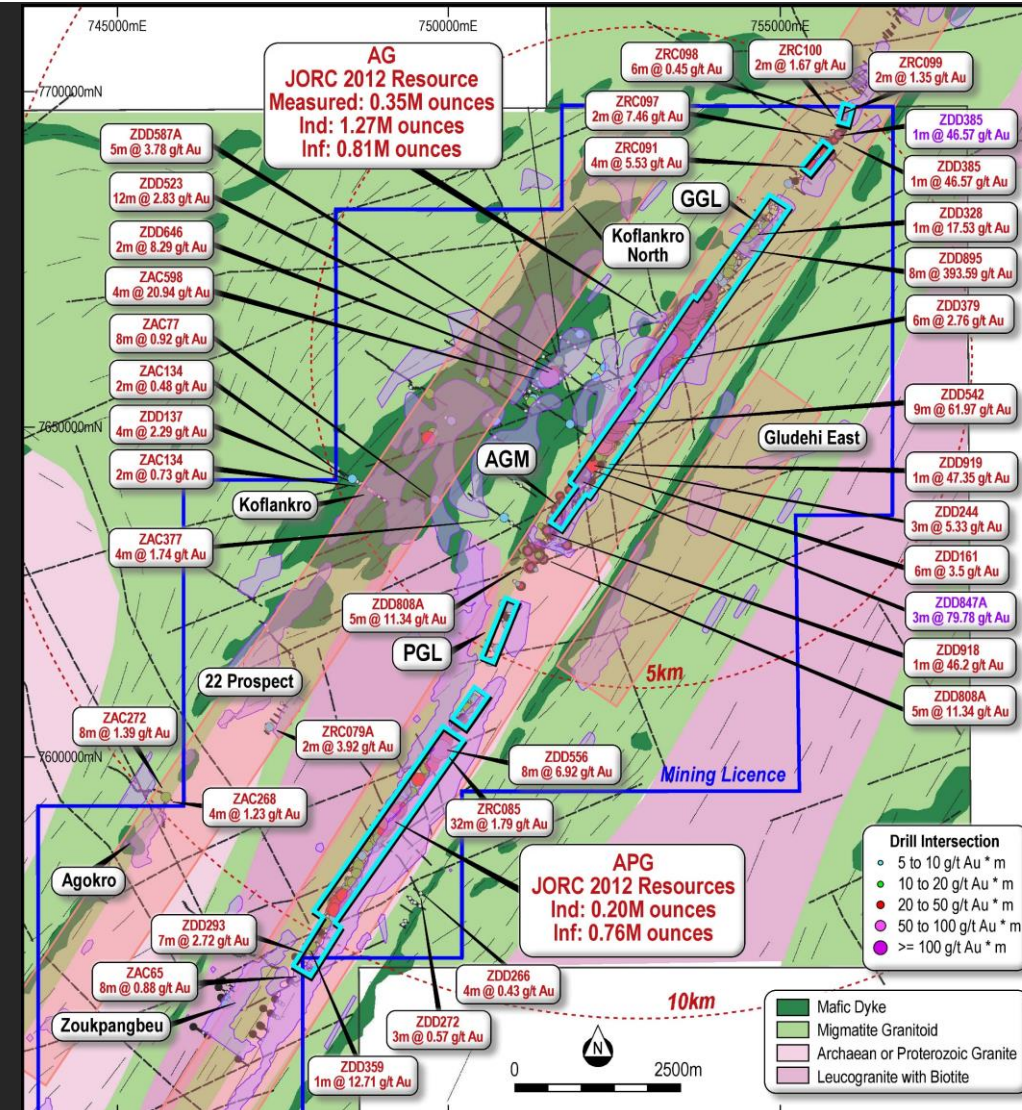 745000mE
750000mE
755000mE
7700000mN
7650000mN
7600000mN
AG
JORC 2012 Resource
Measured: 0.35M ounces
Ind: 1.27M ounces
Inf: 0.81M ounces
ZRC098
6m @ 0.45 g/t Au
ZRC100
2m @ 1.67 g/t Au
ZRC099
2m @ 1.35 g/t Au
ZRC097
2m @ 7.46 g/t Au
ZRC091
4m @ 5.53 g/t Au
ZDD385
1m @ 46.57 g/t Au
ZDD385
1m @ 46.57 g/t Au
ZDD328
1m @ 17.53 g/t Au
ZDD895
8m @ 393.59 g/t Au
ZDD379
6m @ 2.76 g/t Au
ZDD542
9m @ 61.97 g/t Au
ZDD919
1m @ 47.35 g/t Au
ZDD244
3m @ 5.33 g/t Au
ZDD161
6m @ 3.5 g/t Au
ZDD847A
3m @ 79.78 g/t Au
ZDD918
1m @ 46.2 g/t Au
ZDD808A
5m @ 11.34 g/t Au
ZDD587A
5m @ 3.78 g/t Au
ZDD523
12m @ 2.83 g/t Au
ZDD646
2m @ 8.29 g/t Au
ZAC598
4m @ 20.94 g/t Au
ZAC77
8m @ 0.92 g/t Au
ZAC134
2m @ 0.48 g/t Au
ZDD137
4m @ 2.29 g/t Au
ZAC134
2m @ 0.73 g/t Au
ZAC377
4m @ 1.74 g/t Au
GGL
Koflankro
North
Gludehi East
AGM
Koflankro
ZDD808A
5m @ 11.34 g/t Au
PGL
5km
22 Prospect
ZAC272
8m @ 1.39 g/t Au
ZRC079A
2m @ 3.92 g/t Au
ZDD556
8m @ 6.92 g/t Au
Mining Licence
ZAC268
4m @ 1.23 g/t Au
ZRC085
32m @ 1.79 g/t Au
Agokro
APG
JORC 2012 Resources
Ind: 0.20M ounces
Inf: 0.76M ounces
ZDD293
7m @ 2.72 g/t Au
ZAC65
8m @ 0.88 g/t Au
Zoukpangbeu
ZDD266
4m @ 0.43 g/t Au
ZDD272
3m @ 0.57 g/t Au
ZDD359
1m @ 12.71 g/t Au
10km
N
0
2500m
Drill Intersection
5 to 10 g/t Au * m
10 to 20 g/t Au * m
20 to 50 g/t Au * m
50 to 100 g/t Au * m
>= 100 g/t Au * m
Mafic Dyke
Migmatite Granitoid
Archaean or Proterozoic Granite
Leucogranite with Biotite